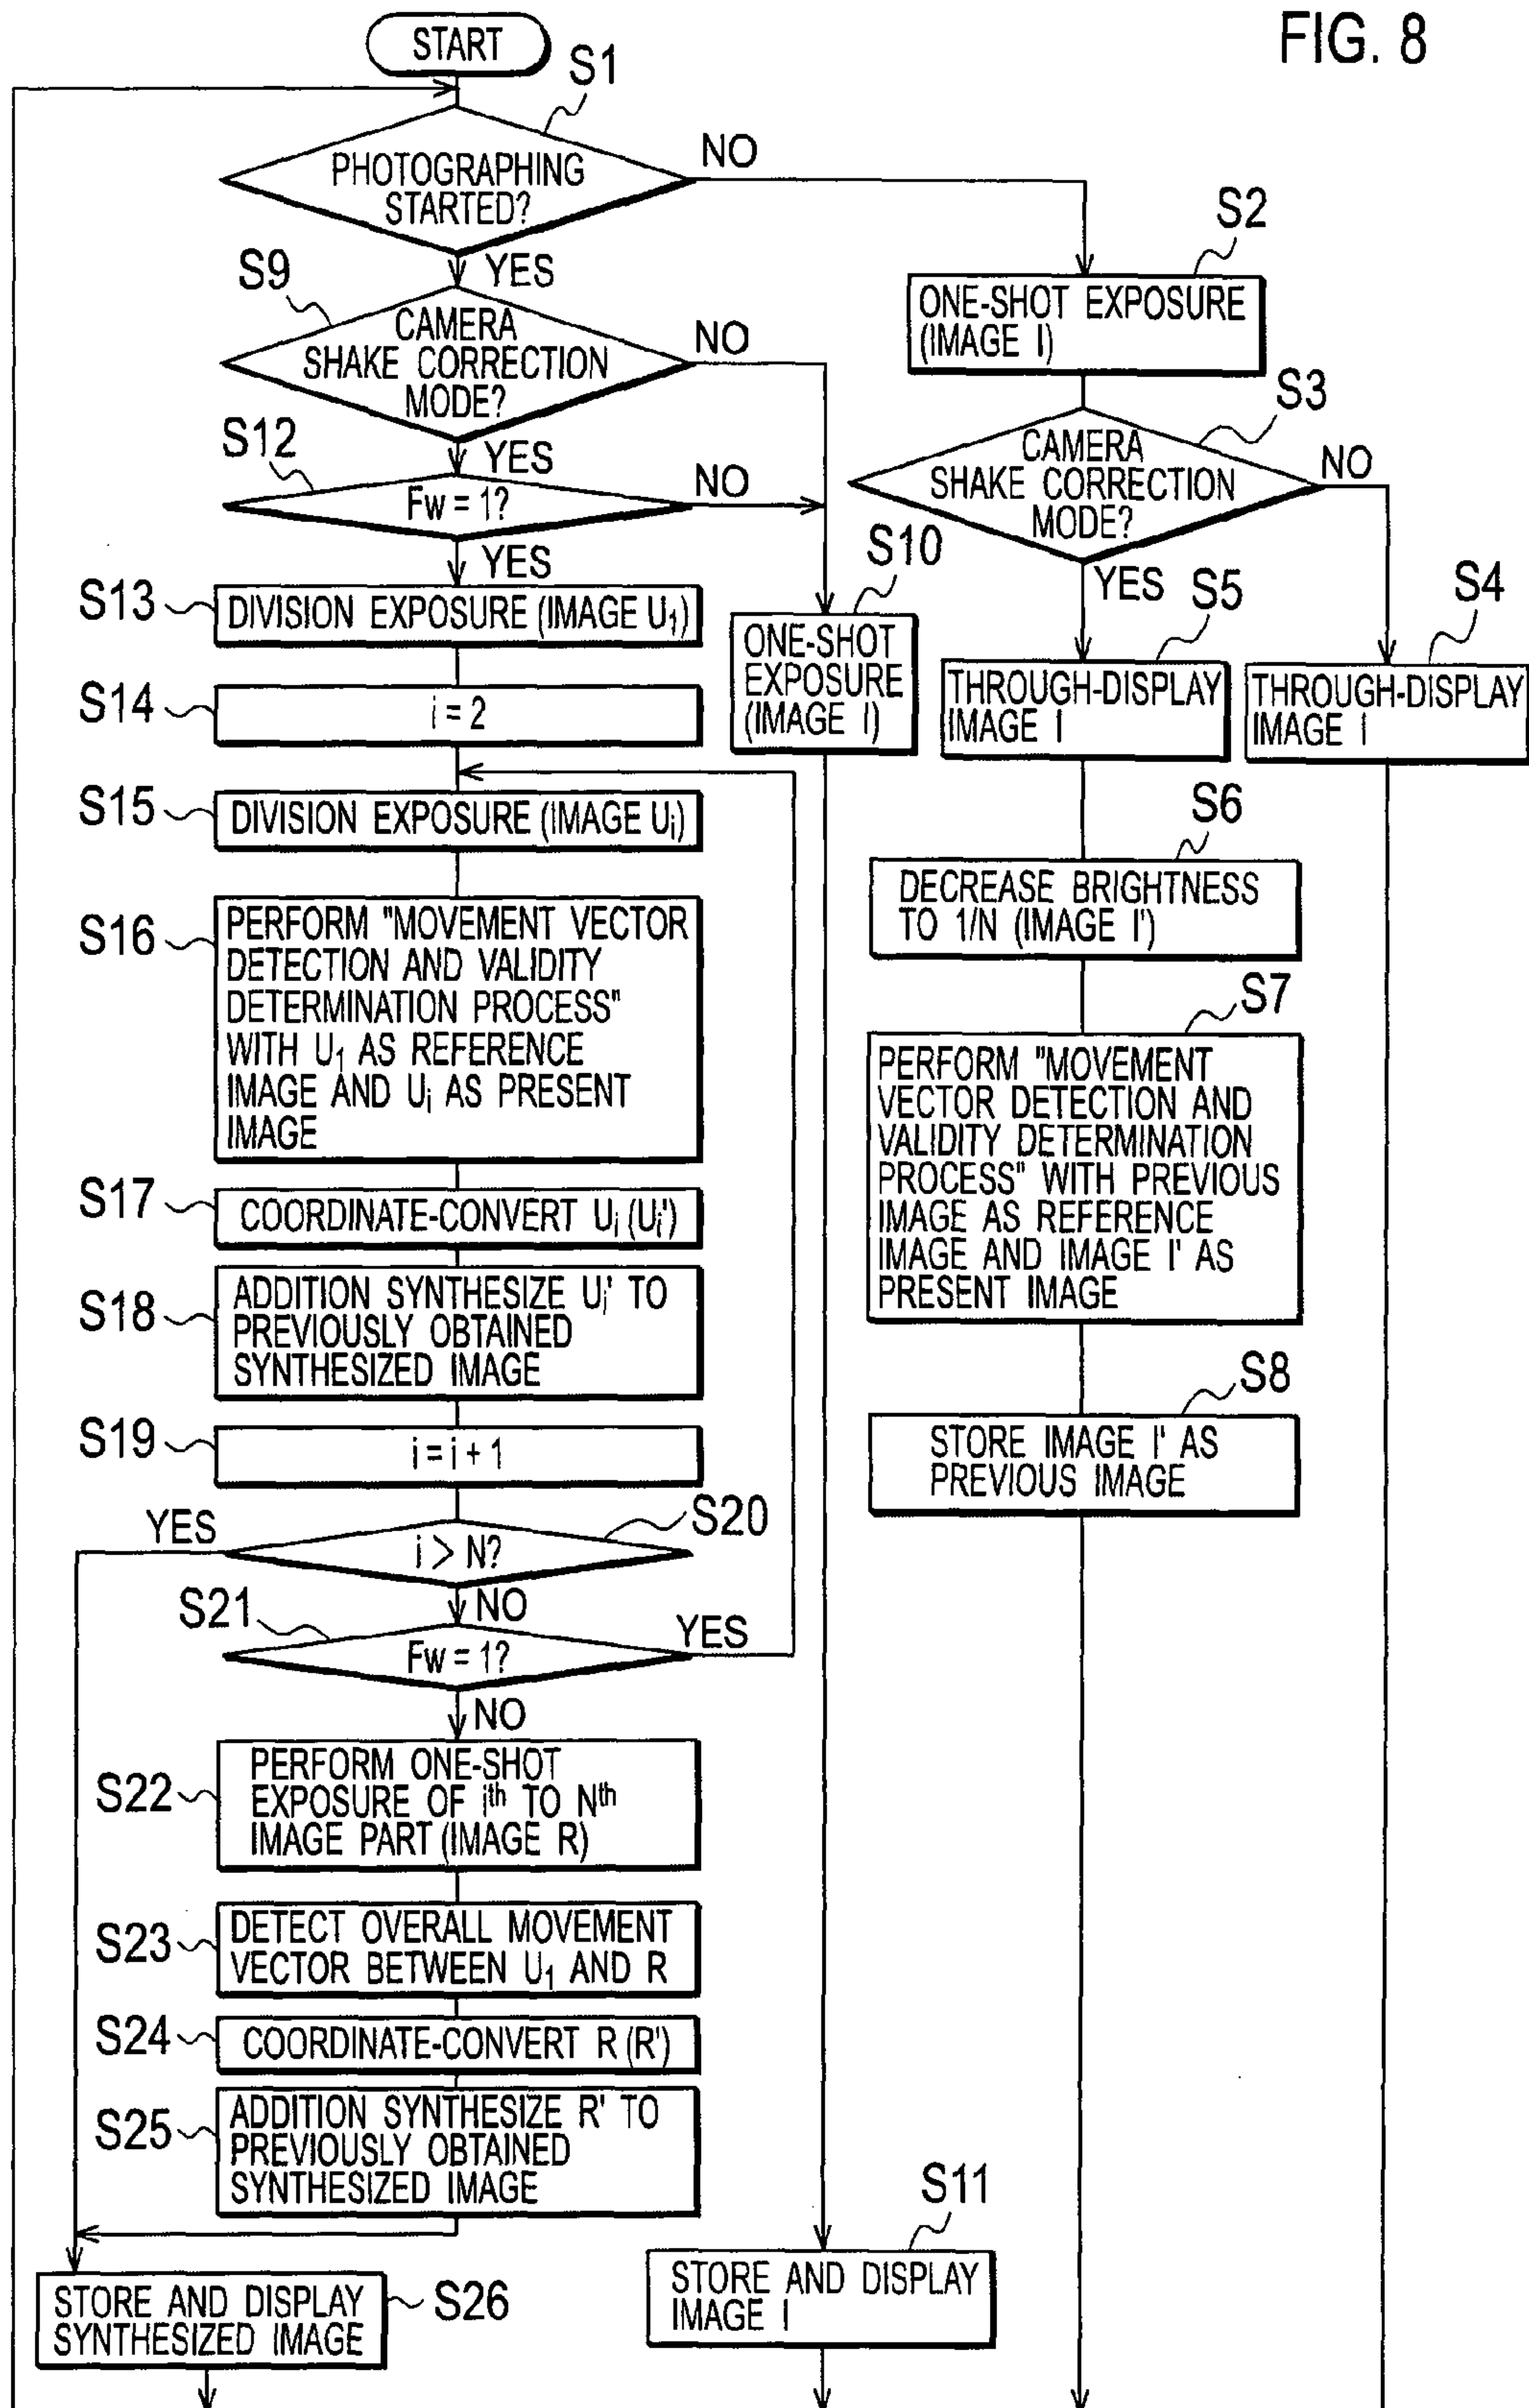 FIG. 8
START
S1
PHOTOGRAPHING
STARTED?
NO
YES
S2
ONE-SHOT EXPOSURE
(IMAGE I)
S9
CAMERA
SHAKE CORRECTION
MODE?
NO
YES
S3
CAMERA
SHAKE CORRECTION
MODE?
NO
YES
S12
Fw = 1?
NO
YES
S10
ONE-SHOT
EXPOSURE
(IMAGE I)
S5
THROUGH-DISPLAY
IMAGE I
S4
THROUGH-DISPLAY
IMAGE I
S13
DIVISION EXPOSURE (IMAGE U1)
S14
i = 2
S15
DIVISION EXPOSURE (IMAGE Ui)
S6
DECREASE BRIGHTNESS
TO 1/N (IMAGE I')
S16
PERFORM "MOVEMENT VECTOR
DETECTION AND VALIDITY
DETERMINATION PROCESS"
WITH U1 AS REFERENCE
IMAGE AND Ui AS PRESENT
IMAGE
S7
PERFORM "MOVEMENT
VECTOR DETECTION AND
VALIDITY DETERMINATION
PROCESS" WITH PREVIOUS
IMAGE AS REFERENCE
IMAGE AND IMAGE I' AS
PRESENT IMAGE
S17
COORDINATE-CONVERT Ui (Ui')
S18
ADDITION SYNTHESIZE Ui' TO
PREVIOUSLY OBTAINED
SYNTHESIZED IMAGE
S8
STORE IMAGE I' AS
PREVIOUS IMAGE
S19
i = i + 1
S20
i > N?
YES
NO
S21
Fw = 1?
YES
NO
S22
PERFORM ONE-SHOT
EXPOSURE OF ith TO Nth
IMAGE PART (IMAGE R)
S23
DETECT OVERALL MOVEMENT
VECTOR BETWEEN U1 AND R
S24
COORDINATE-CONVERT R (R')
S25
ADDITION SYNTHESIZE R' TO
PREVIOUSLY OBTAINED
SYNTHESIZED IMAGE
S11
STORE AND DISPLAY
IMAGE I
S26
STORE AND DISPLAY
SYNTHESIZED IMAGE